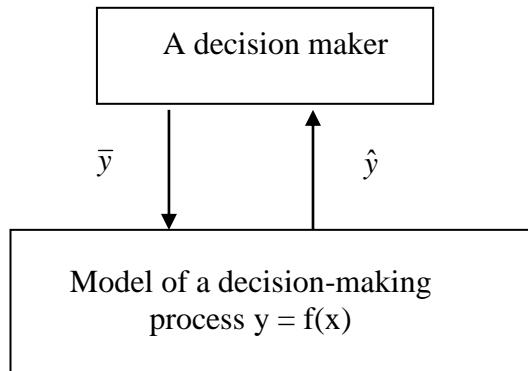 A decision maker
y̅ ŷ
Model of a decision-making
process y = f(x)